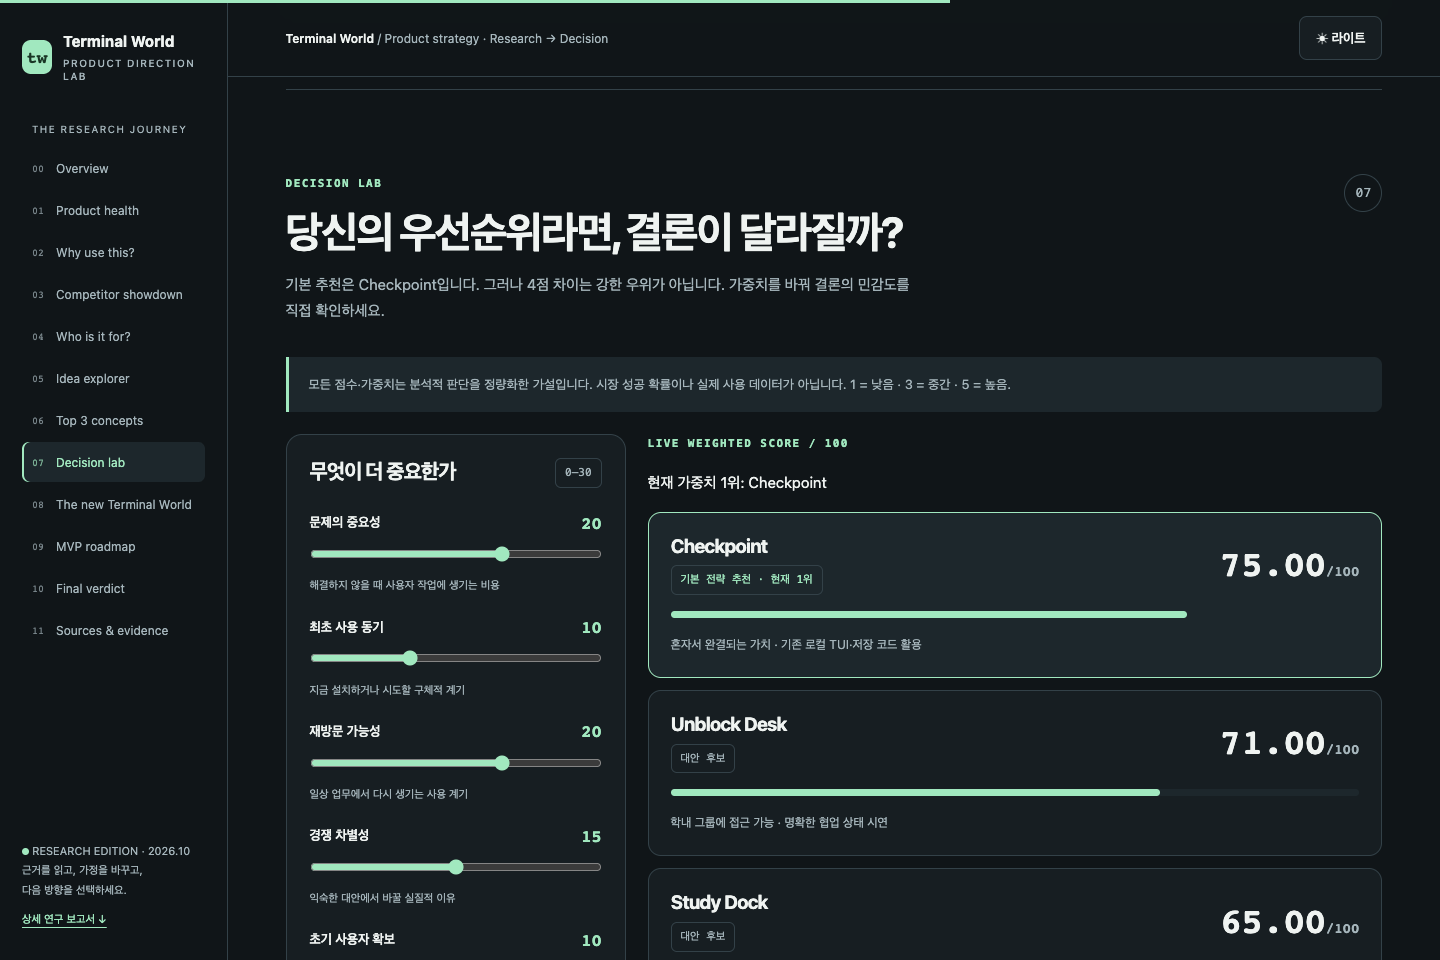 tw
Terminal World
PRODUCT DIRECTION
LAB
THE RESEARCH JOURNEY
00 Overview
01 Product health
02 Why use this?
03 Competitor showdown
04 Who is it for?
05 Idea explorer
06 Top 3 concepts
07 Decision lab
08 The new Terminal World
09 MVP roadmap
10 Final verdict
11 Sources & evidence
RESEARCH EDITION · 2026.10
근거를 읽고, 가정을 바꾸고,
다음 방향을 선택하세요.
상세 연구 보고서 ↓
Terminal World / Product strategy · Research → Decision
☀ 라이트
DECISION LAB
07
당신의 우선순위라면, 결론이 달라질까?
기본 추천은 Checkpoint입니다. 그러나 4점 차이는 강한 우위가 아닙니다. 가중치를 바꿔 결론의 민감도를
직접 확인하세요.
모든 점수·가중치는 분석적 판단을 정량화한 가설입니다. 시장 성공 확률이나 실제 사용 데이터가 아닙니다. 1 = 낮음 · 3 = 중간 · 5 = 높음.
무엇이 더 중요한가
0–30
문제의 중요성 20
해결하지 않을 때 사용자 작업에 생기는 비용
최초 사용 동기 10
지금 설치하거나 시도할 구체적 계기
재방문 가능성 20
일상 업무에서 다시 생기는 사용 계기
경쟁 차별성 15
익숙한 대안에서 바꿀 실질적 이유
초기 사용자 확보 10
LIVE WEIGHTED SCORE / 100
현재 가중치 1위: Checkpoint
Checkpoint
기본 전략 추천 · 현재 1위
75.00/100
혼자서 완결되는 가치 · 기존 로컬 TUI·저장 코드 활용
Unblock Desk
대안 후보
71.00/100
학내 그룹에 접근 가능 · 명확한 협업 상태 시연
Study Dock
대안 후보
65.00/100